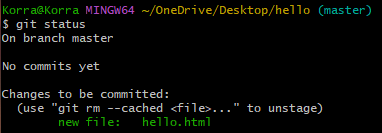 Korra@Korra MINGW64 ~/OneDrive/Desktop/hello (master)
$ git status
On branch master
No commits yet
Changes to be committed:
  (use "git rm --cached <file>..." to unstage)
        new file:   hello.html